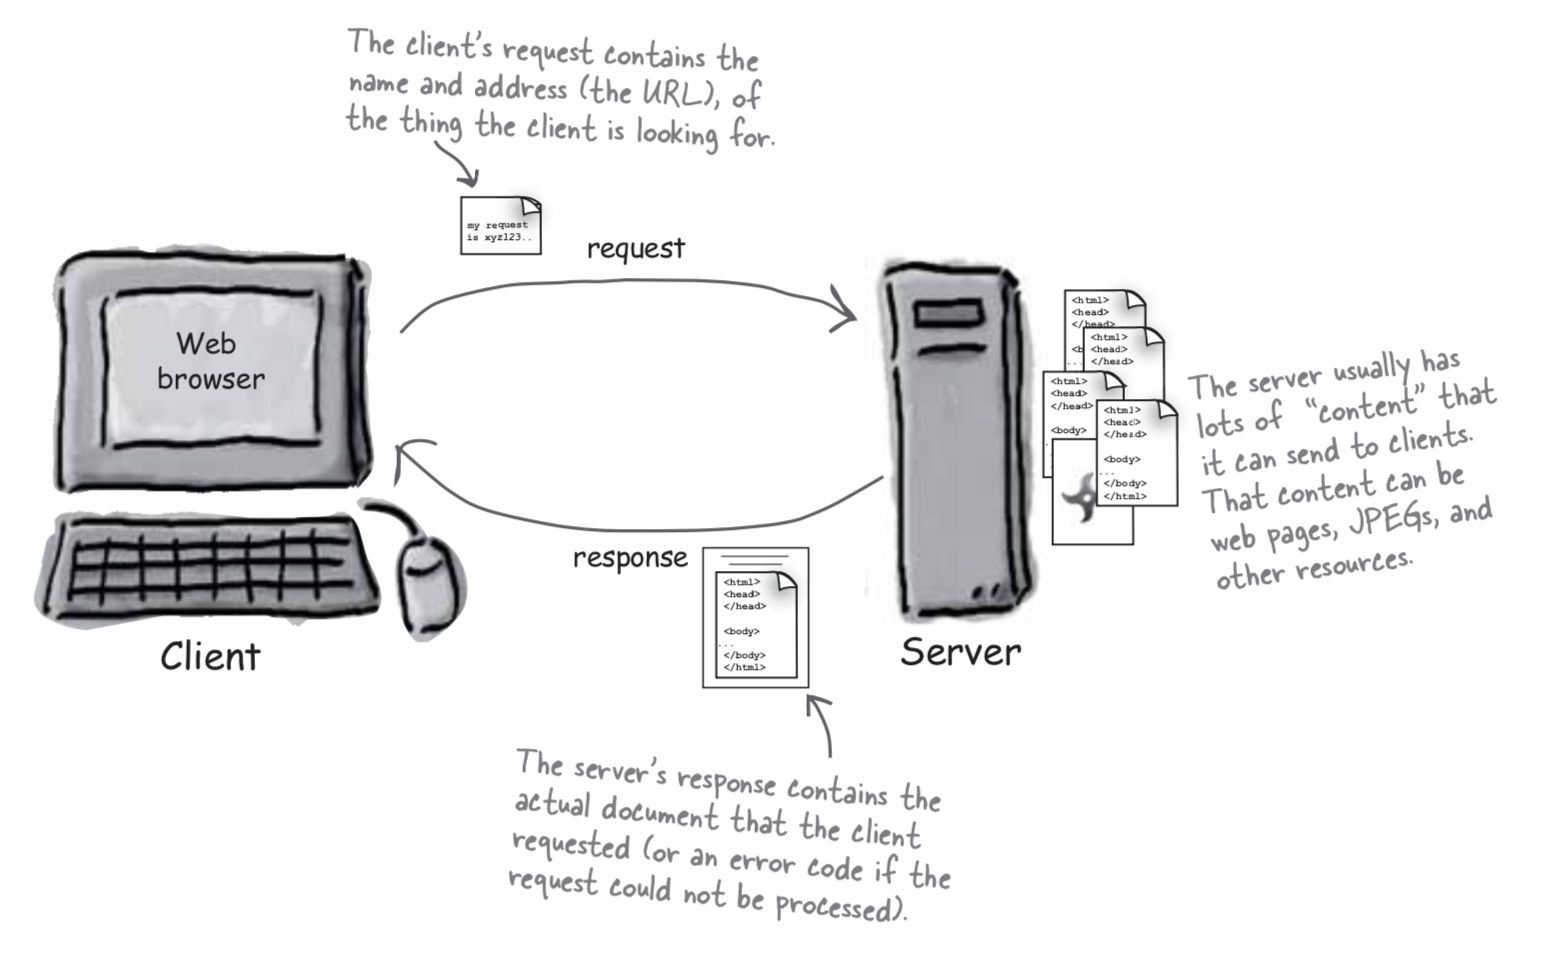 The client's request contains the
name and address (the URL), of
the thing the client is looking for.
my request
is xyz123..
request
Web
browser
response
<html>
<head>
</head>
<body>
...
</body>
</html>
Client
Server
<html>
<head>
</head>
<b
...
<html>
<head>
</head>
<html>
<head>
</head>
<body>
<html>
<head>
</head>
<body>
...
</body>
</html>
The server usually has
lots of "content" that
it can send to clients.
That content can be
web pages, JPEGs, and
other resources.
The server's response contains the
actual document that the client
requested (or an error code if the
request could not be processed).